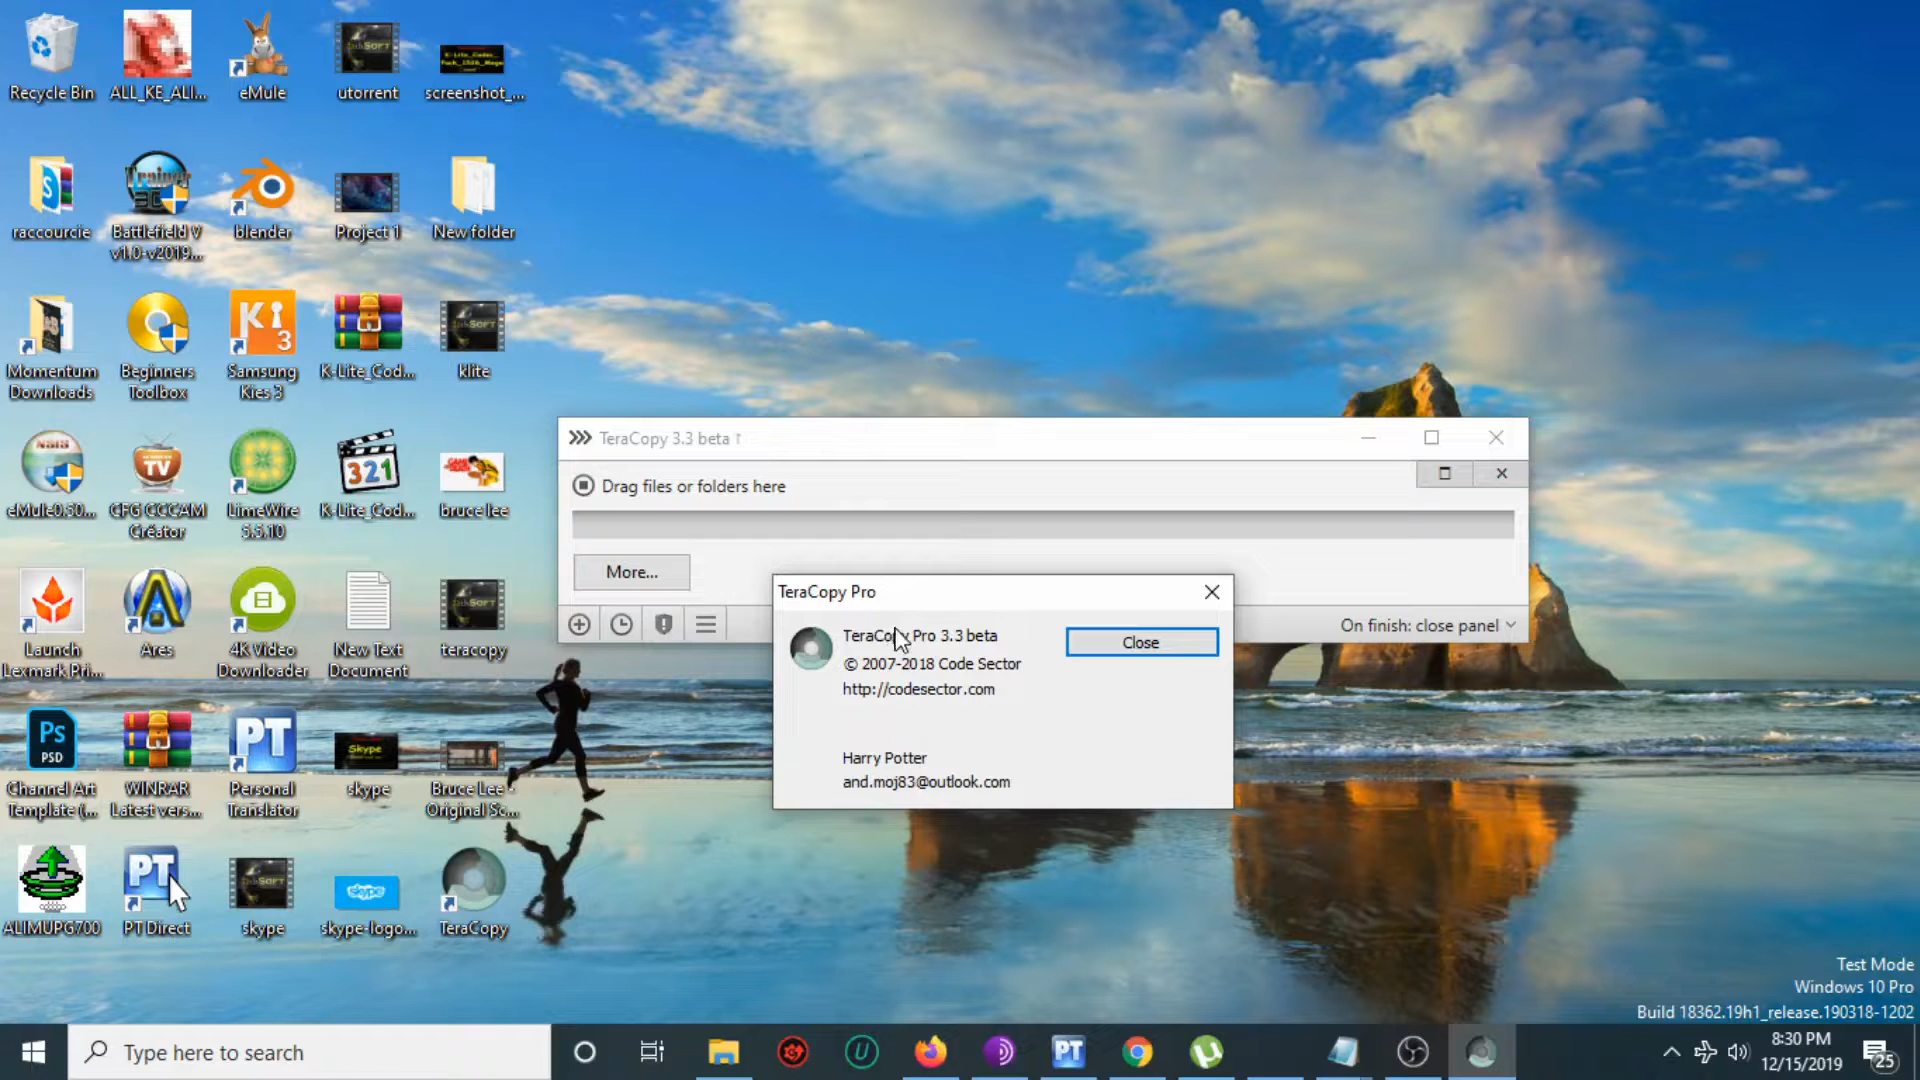 Recycle Bin
ALL_KE_ALI...
eMule
utorrent
screenshot_...
raccourcie
Battlefield V
v1.0-v2019...
blender
Project 1
New folder
Momentum
Downloads
Beginners
Toolbox
Samsung
Kies 3
K-Lite_Cod...
klite
eMule0.50...
CFG CCCAM
Créator
LimeWire
5.5.10
K-Lite_Cod...
bruce lee
Launch
Lexmark Pri...
Ares
4K Video
Downloader
New Text
Document
teracopy
Channel Art
Template (...
WINRAR
Latest vers...
Personal
Translator
skype
Bruce Lee -
Original Sc...
ALIMUPG700
PT Direct
skype
skype-logo...
TeraCopy
TeraCopy 3.3 beta ↑
Drag files or folders here
More...
On finish: close panel
TeraCopy Pro
TeraCopy Pro 3.3 beta
Close
© 2007-2018 Code Sector
http://codesector.com
Harry Potter
and.moj83@outlook.com
Test Mode
Windows 10 Pro
Build 18362.19h1_release.190318-1202
Type here to search
8:30 PM
12/15/2019
25